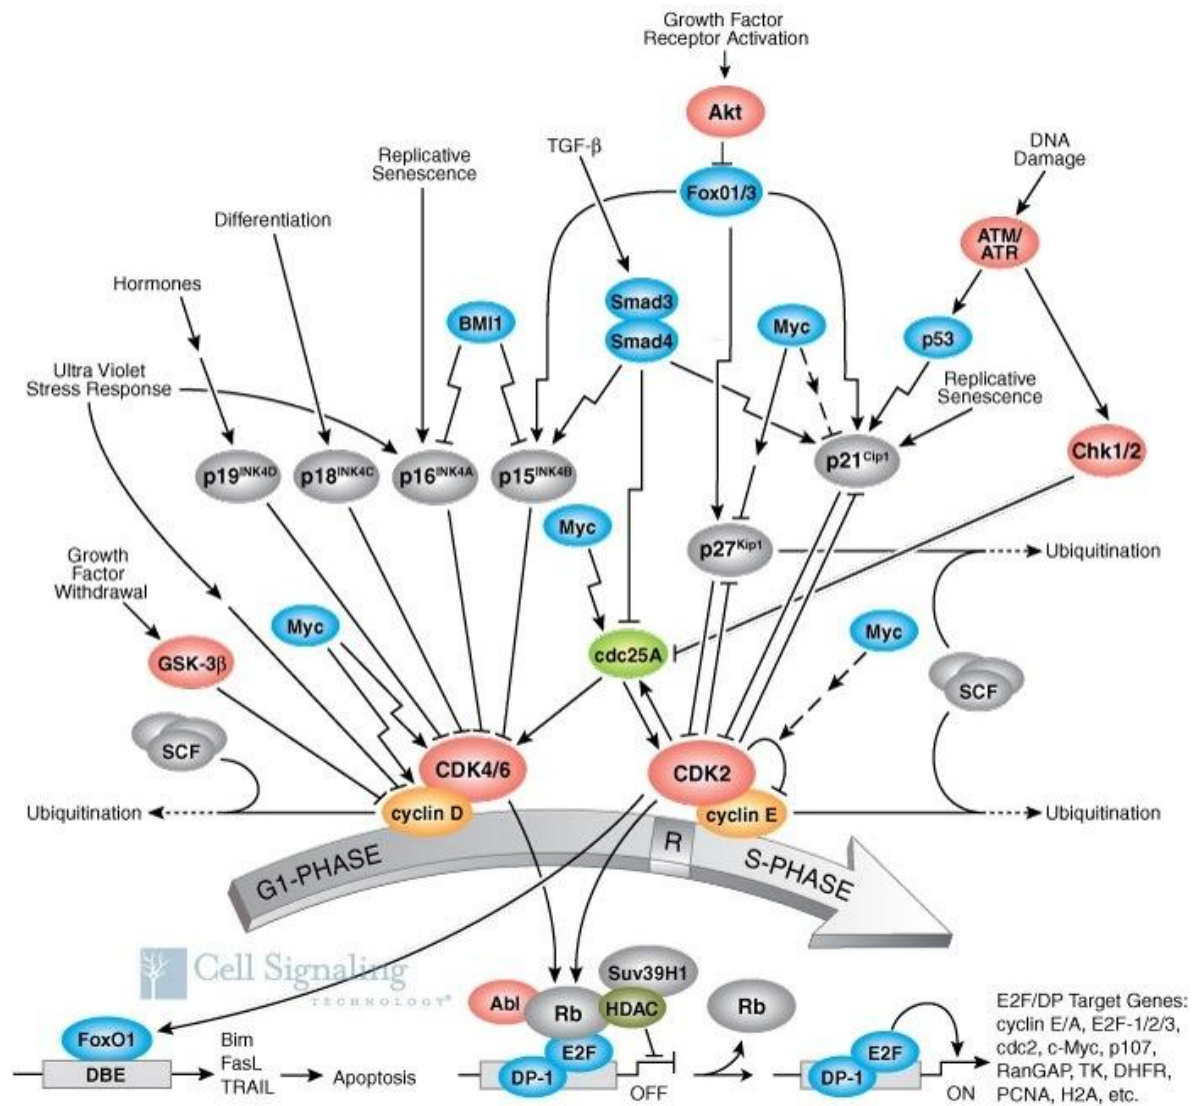 Growth Factor
Receptor Activation
Akt
TGF-β
DNA
Damage
Replicative
Senescence
Fox01/3
Differentiation
ATM/
ATR
Hormones
Smad3
BMI1
Myc
p53
Smad4
Ultra Violet
Stress Response
Replicative
Senescence
Chk1/2
p19INK4D
p18INK4C
p16INK4A
p15INK4B
p21Cip1
Myc
p27Kip1
Ubiquitination
Growth
Factor
Withdrawal
Myc
Myc
GSK-3β
cdc25A
SCF
SCF
CDK4/6
CDK2
Ubiquitination
cyclin D
cyclin E
Ubiquitination
G1-PHASE
R
S-PHASE
Cell Signaling
TECHNOLOGY®
Suv39H1
Abl
Rb
HDAC
Rb
E2F/DP Target Genes:
cyclin E/A, E2F-1/2/3,
cdc2, c-Myc, p107,
RanGAP, TK, DHFR,
PCNA, H2A, etc.
FoxO1
DBE
Bim
FasL
TRAIL
Apoptosis
E2F
DP-1
OFF
E2F
DP-1
ON